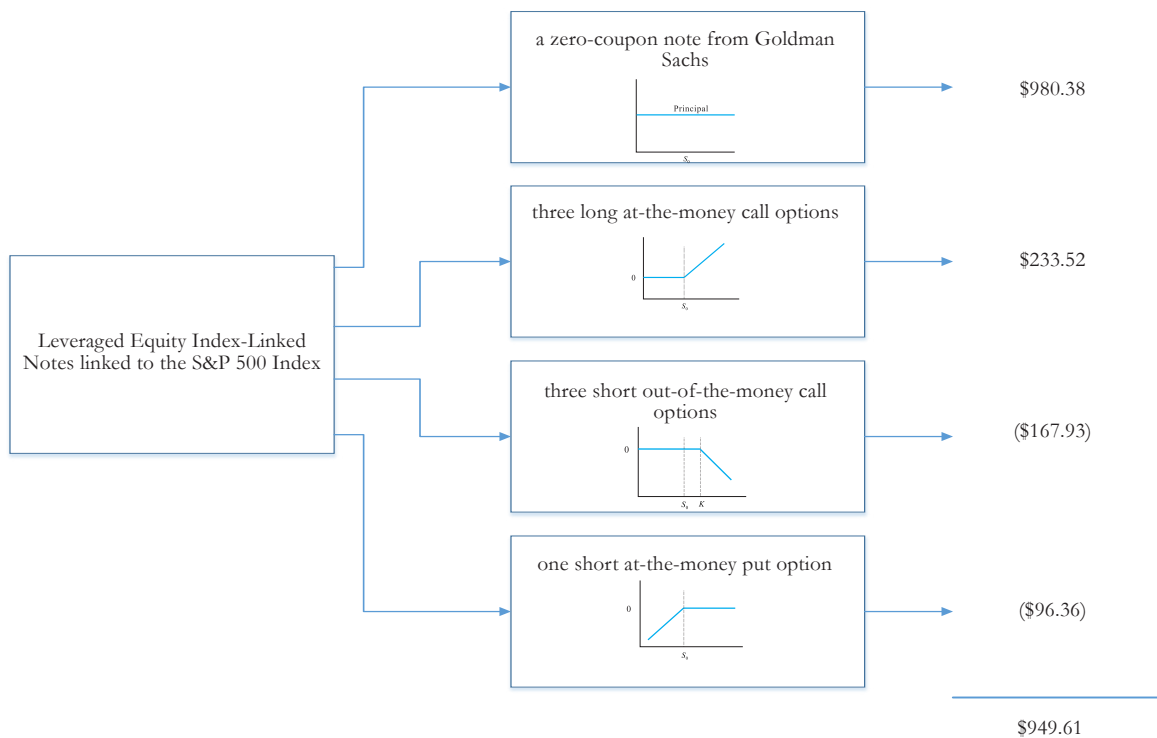 Leveraged Equity Index-Linked
Notes linked to the S&P 500 Index
a zero-coupon note from Goldman
Sachs
Principal
S₀
$980.38
three long at-the-money call options
0
S₀
$233.52
three short out-of-the-money call
options
0
S₀ K
($167.93)
one short at-the-money put option
0
S₀
($96.36)
$949.61